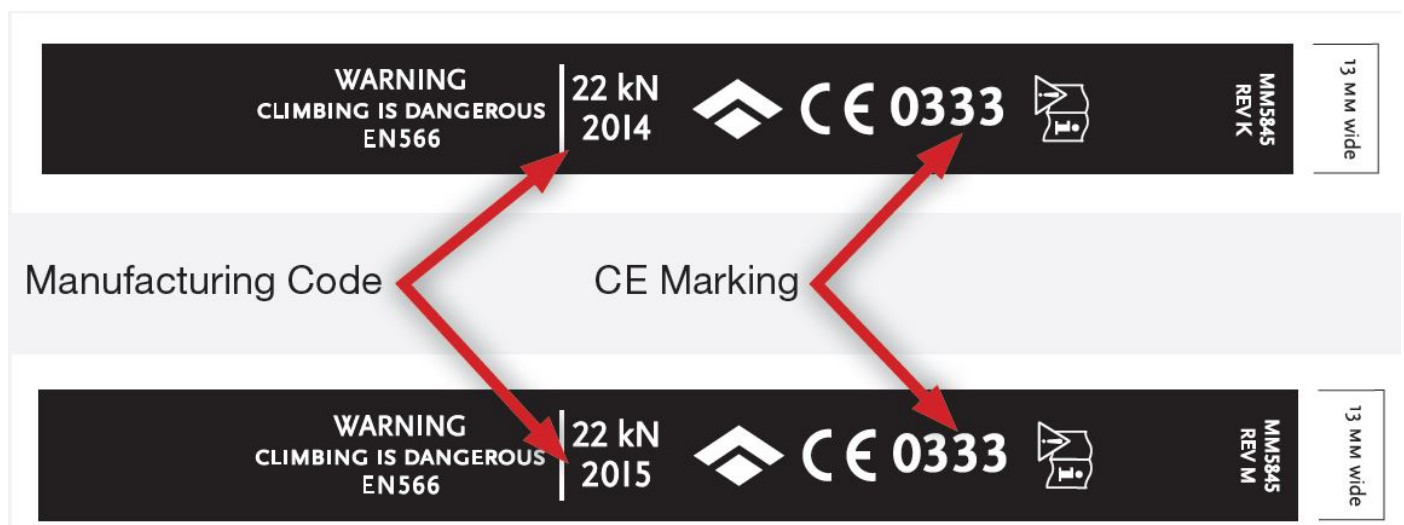 WARNING
CLIMBING IS DANGEROUS
EN566
22 kN
2014
CE 0333
i
MM5845
REV K
13 MM wide
Manufacturing Code
CE Marking
WARNING
CLIMBING IS DANGEROUS
EN566
22 kN
2015
CE 0333
i
MM5845
REV M
13 MM wide